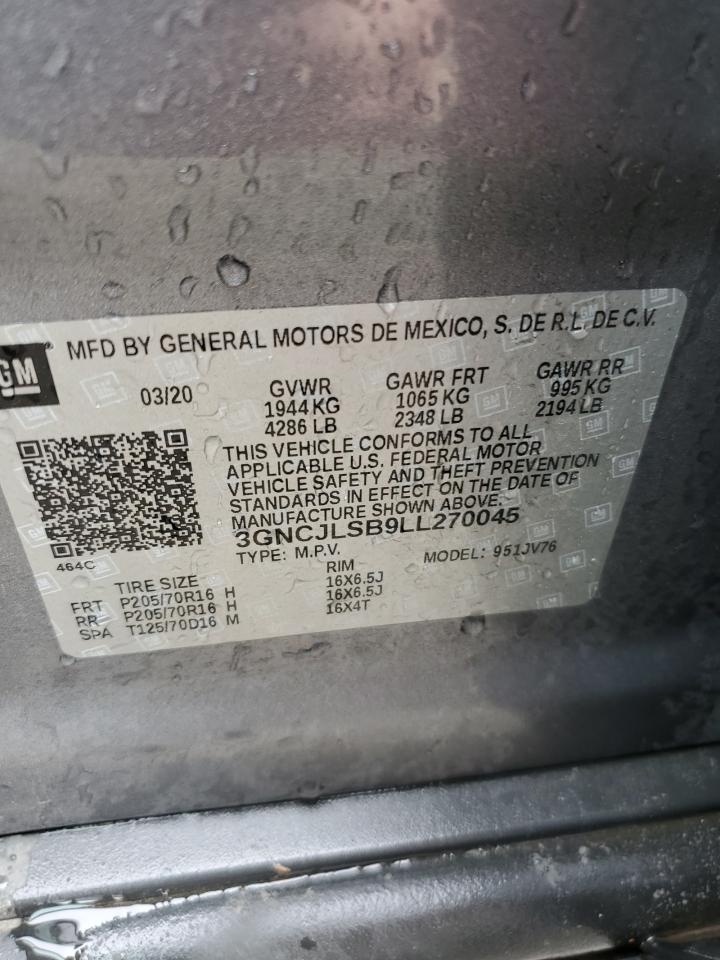 GM MFD BY GENERAL MOTORS DE MEXICO, S. DE R.L. DE C.V.
03/20 GVWR GAWR FRT GAWR RR
1944 KG 1065 KG 995 KG
4286 LB 2348 LB 2194 LB
THIS VEHICLE CONFORMS TO ALL
APPLICABLE U.S. FEDERAL MOTOR
VEHICLE SAFETY AND THEFT PREVENTION
STANDARDS IN EFFECT ON THE DATE OF
MANUFACTURE SHOWN ABOVE.
3GNCJLSB9LL270045
464C TYPE: M.P.V. MODEL: 951JV76
TIRE SIZE RIM
FRT P205/70R16 H 16X6.5J
RR P205/70R16 H 16X6.5J
SPA T125/70D16 M 16X4T